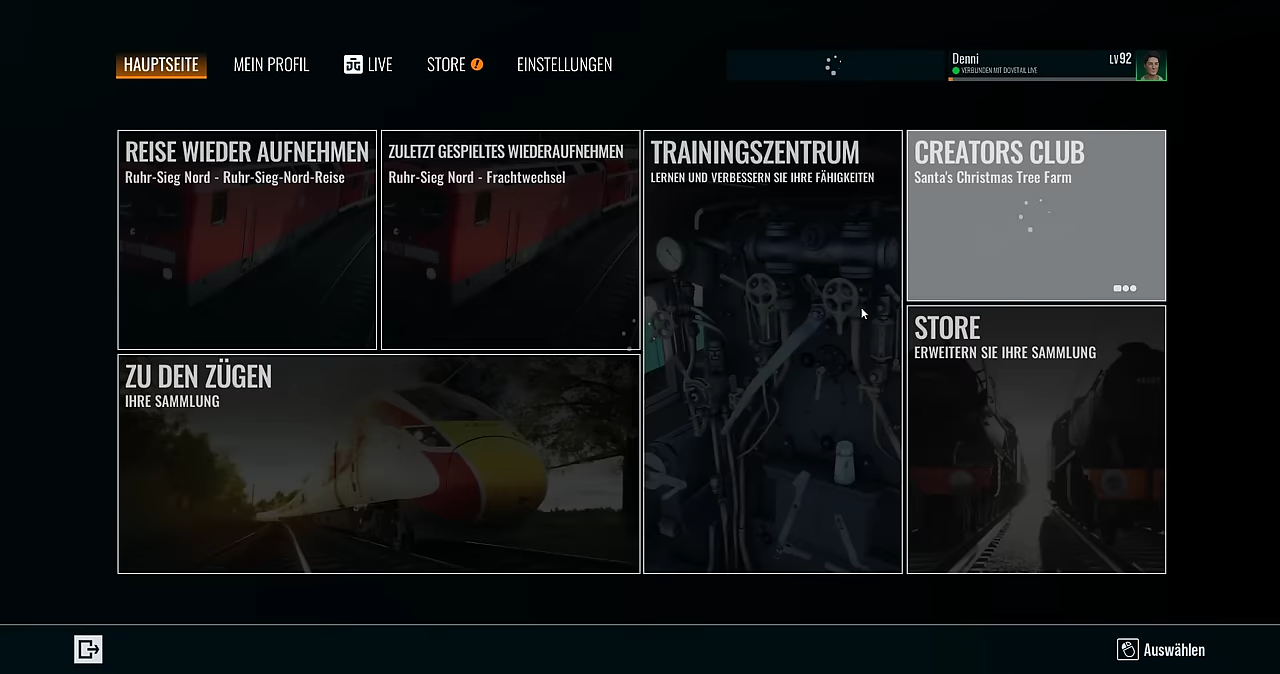 HAUPTSEITE
MEIN PROFIL
LIVE
STORE
EINSTELLUNGEN
Denni
LV 92
VERBUNDEN MIT DOVETAIL LIVE
REISE WIEDER AUFNEHMEN
Ruhr-Sieg Nord - Ruhr-Sieg-Nord-Reise
ZULETZT GESPIELTES WIEDERAUFNEHMEN
Ruhr-Sieg Nord - Frachtwechsel
TRAININGSZENTRUM
LERNEN UND VERBESSERN SIE IHRE FÄHIGKEITEN
CREATORS CLUB
Santa's Christmas Tree Farm
ZU DEN ZÜGEN
IHRE SAMMLUNG
STORE
ERWEITERN SIE IHRE SAMMLUNG
Auswählen